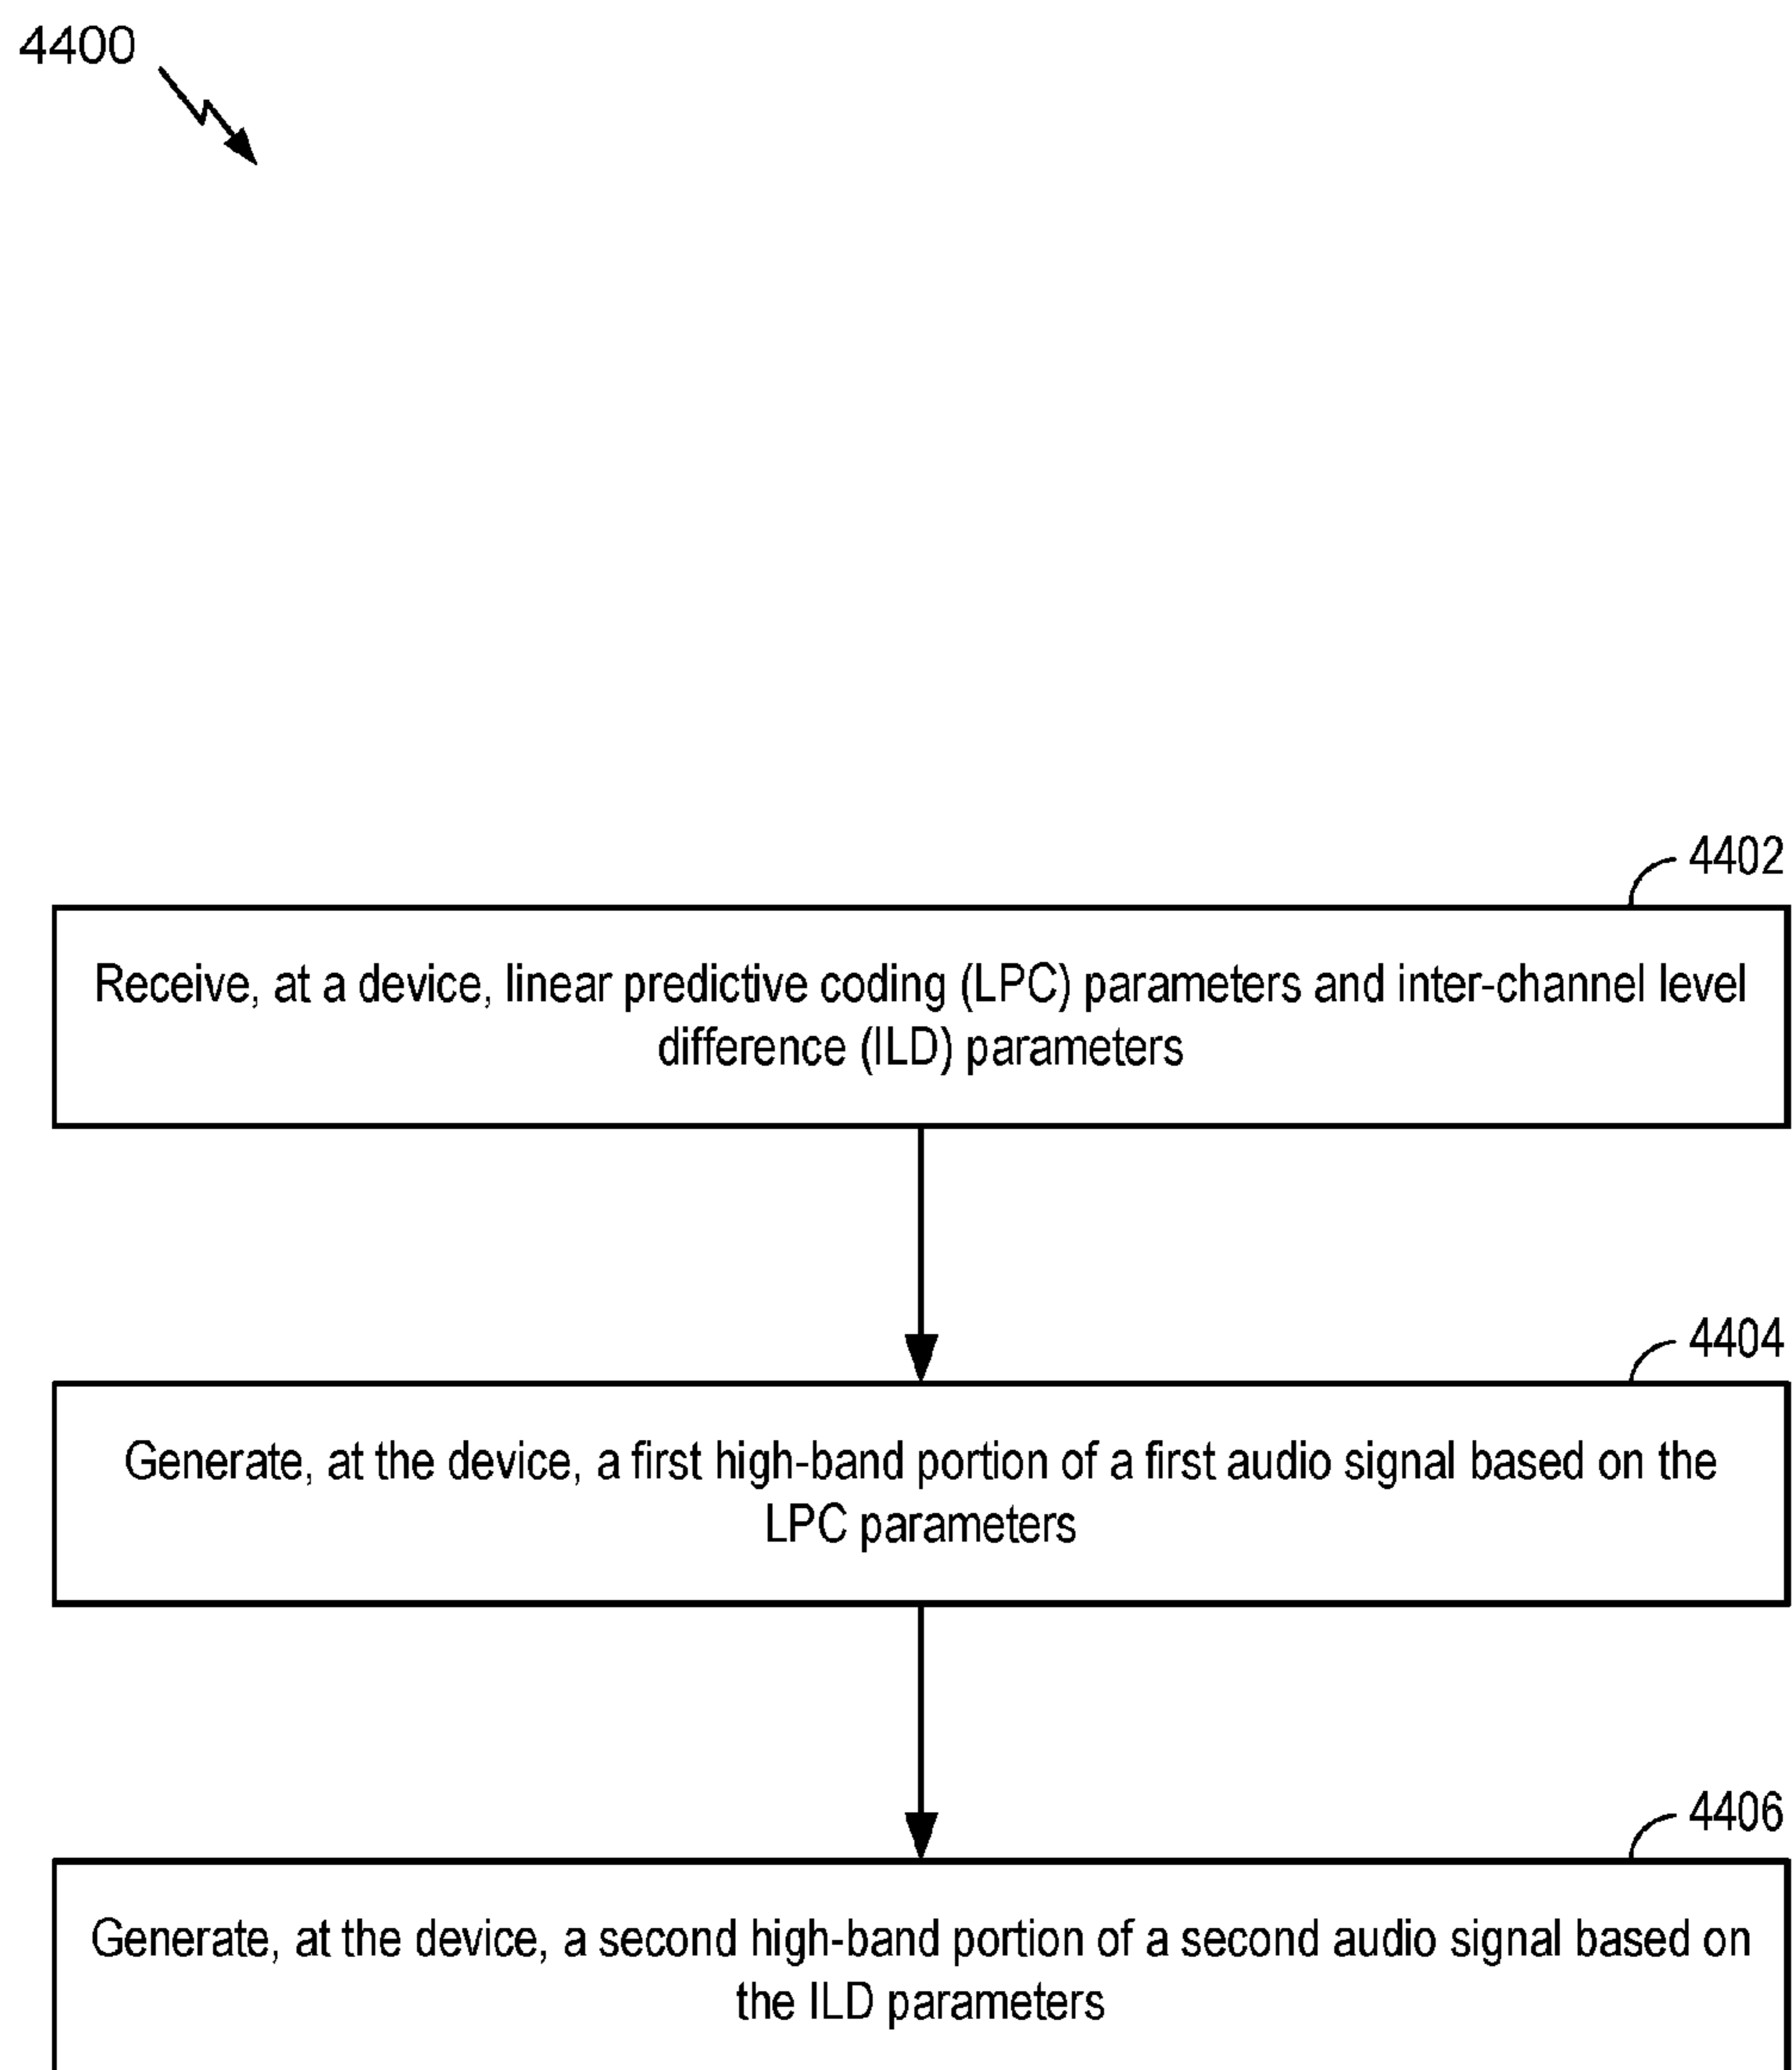 4400
4402
Receive, at a device, linear predictive coding (LPC) parameters and inter-channel level
difference (ILD) parameters
4404
Generate, at the device, a first high-band portion of a first audio signal based on the
LPC parameters
4406
Generate, at the device, a second high-band portion of a second audio signal based on
the ILD parameters